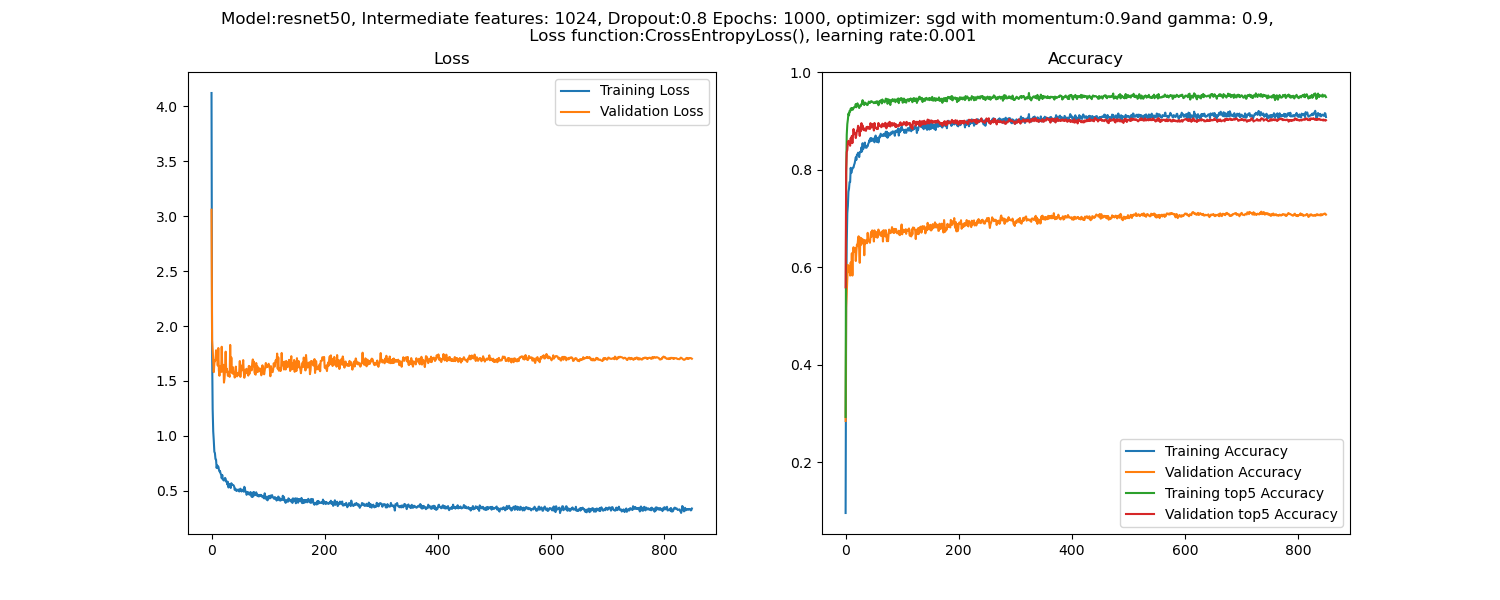 Model:resnet50, Intermediate features: 1024, Dropout:0.8 Epochs: 1000, optimizer: sgd with momentum:0.9and gamma: 0.9,
Loss function:CrossEntropyLoss(), learning rate:0.001
Loss
4.0
3.5
3.0
2.5
2.0
1.5
1.0
0.5
0
200
400
600
800
Training Loss
Validation Loss
Accuracy
1.0
0.8
0.6
0.4
0.2
0
200
400
600
800
Training Accuracy
Validation Accuracy
Training top5 Accuracy
Validation top5 Accuracy